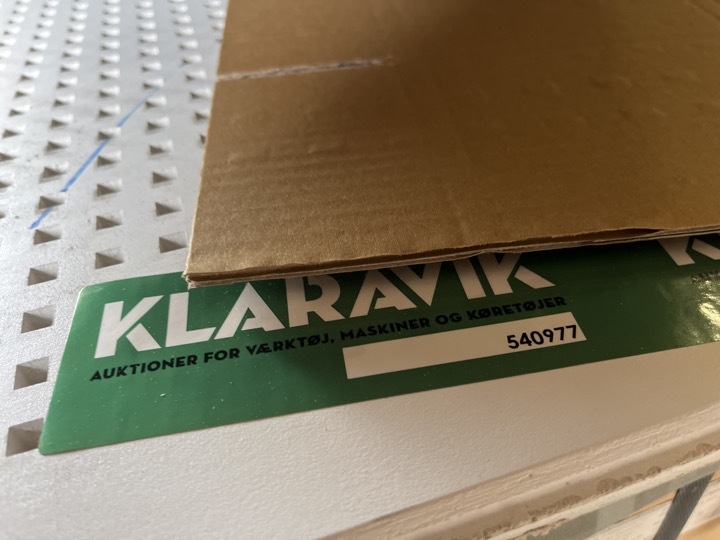 KLARAVIK
AUKTIONER FOR VÆRKTØJ, MASKINER OG KØRETØJER
540977